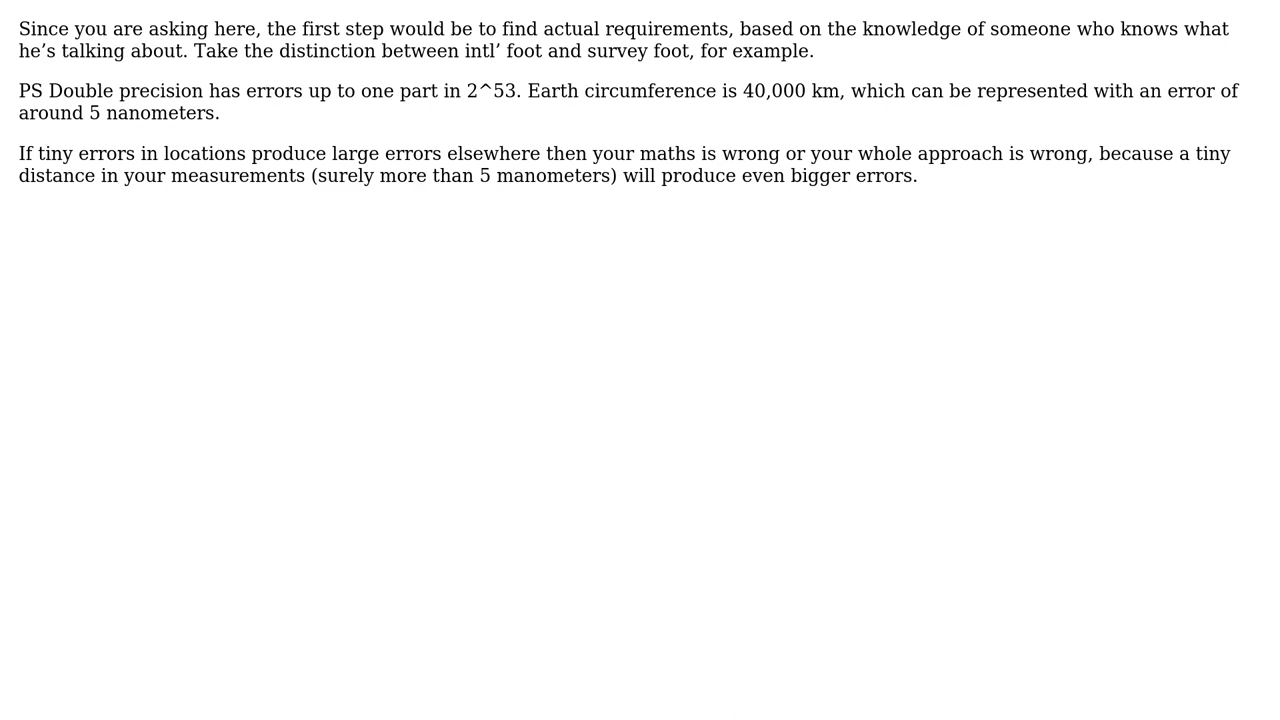 Since you are asking here, the first step would be to find actual requirements, based on the knowledge of someone who knows what
he’s talking about. Take the distinction between intl’ foot and survey foot, for example.
PS Double precision has errors up to one part in 2^53. Earth circumference is 40,000 km, which can be represented with an error of
around 5 nanometers.
If tiny errors in locations produce large errors elsewhere then your maths is wrong or your whole approach is wrong, because a tiny
distance in your measurements (surely more than 5 manometers) will produce even bigger errors.